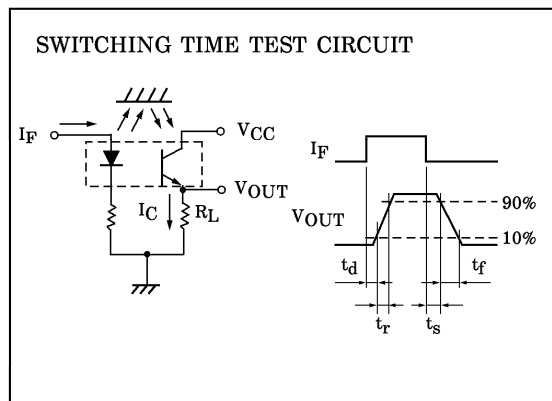 SWITCHING TIME TEST CIRCUIT
IF
VCC
VOUT
IC
RL
IF
VOUT
90%
10%
td
tf
tr
ts